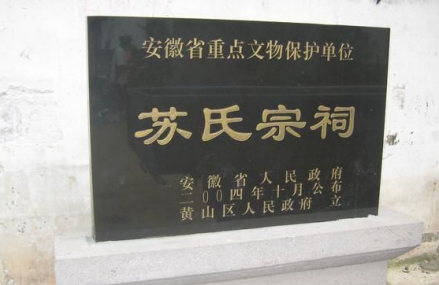 安徽省重点文物保护单位
苏氏宗祠
安徽省人民政府
二〇〇四年十月公布
黄山区人民政府立